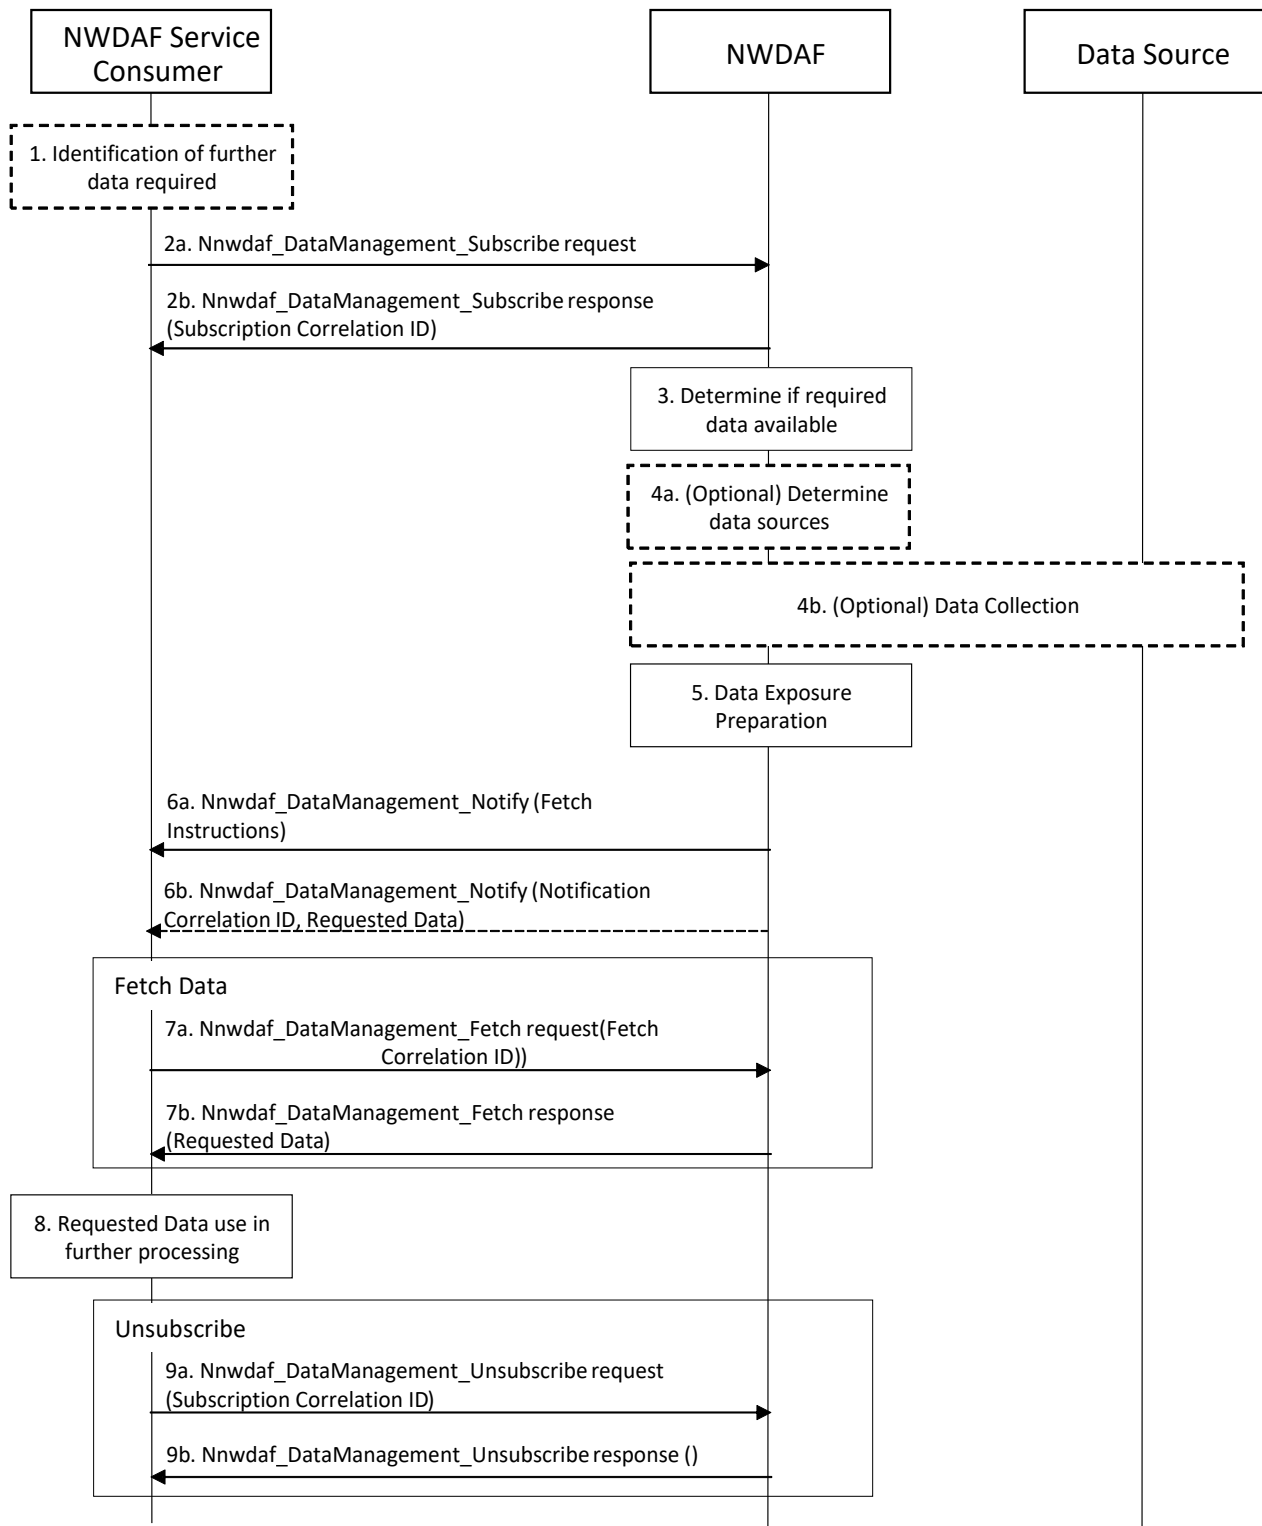 NWDAF Service
Consumer
NWDAF
Data Source
1. Identification of further
data required
2a. Nnwdaf_DataManagement_Subscribe request
2b. Nnwdaf_DataManagement_Subscribe response
(Subscription Correlation ID)
3. Determine if required
data available
4a. (Optional) Determine
data sources
4b. (Optional) Data Collection
5. Data Exposure
Preparation
6a. Nnwdaf_DataManagement_Notify (Fetch
Instructions)
6b. Nnwdaf_DataManagement_Notify (Notification
Correlation ID, Requested Data)
Fetch Data
7a. Nnwdaf_DataManagement_Fetch request(Fetch
Correlation ID))
7b. Nnwdaf_DataManagement_Fetch response
(Requested Data)
8. Requested Data use in
further processing
Unsubscribe
9a. Nnwdaf_DataManagement_Unsubscribe request
(Subscription Correlation ID)
9b. Nnwdaf_DataManagement_Unsubscribe response ()